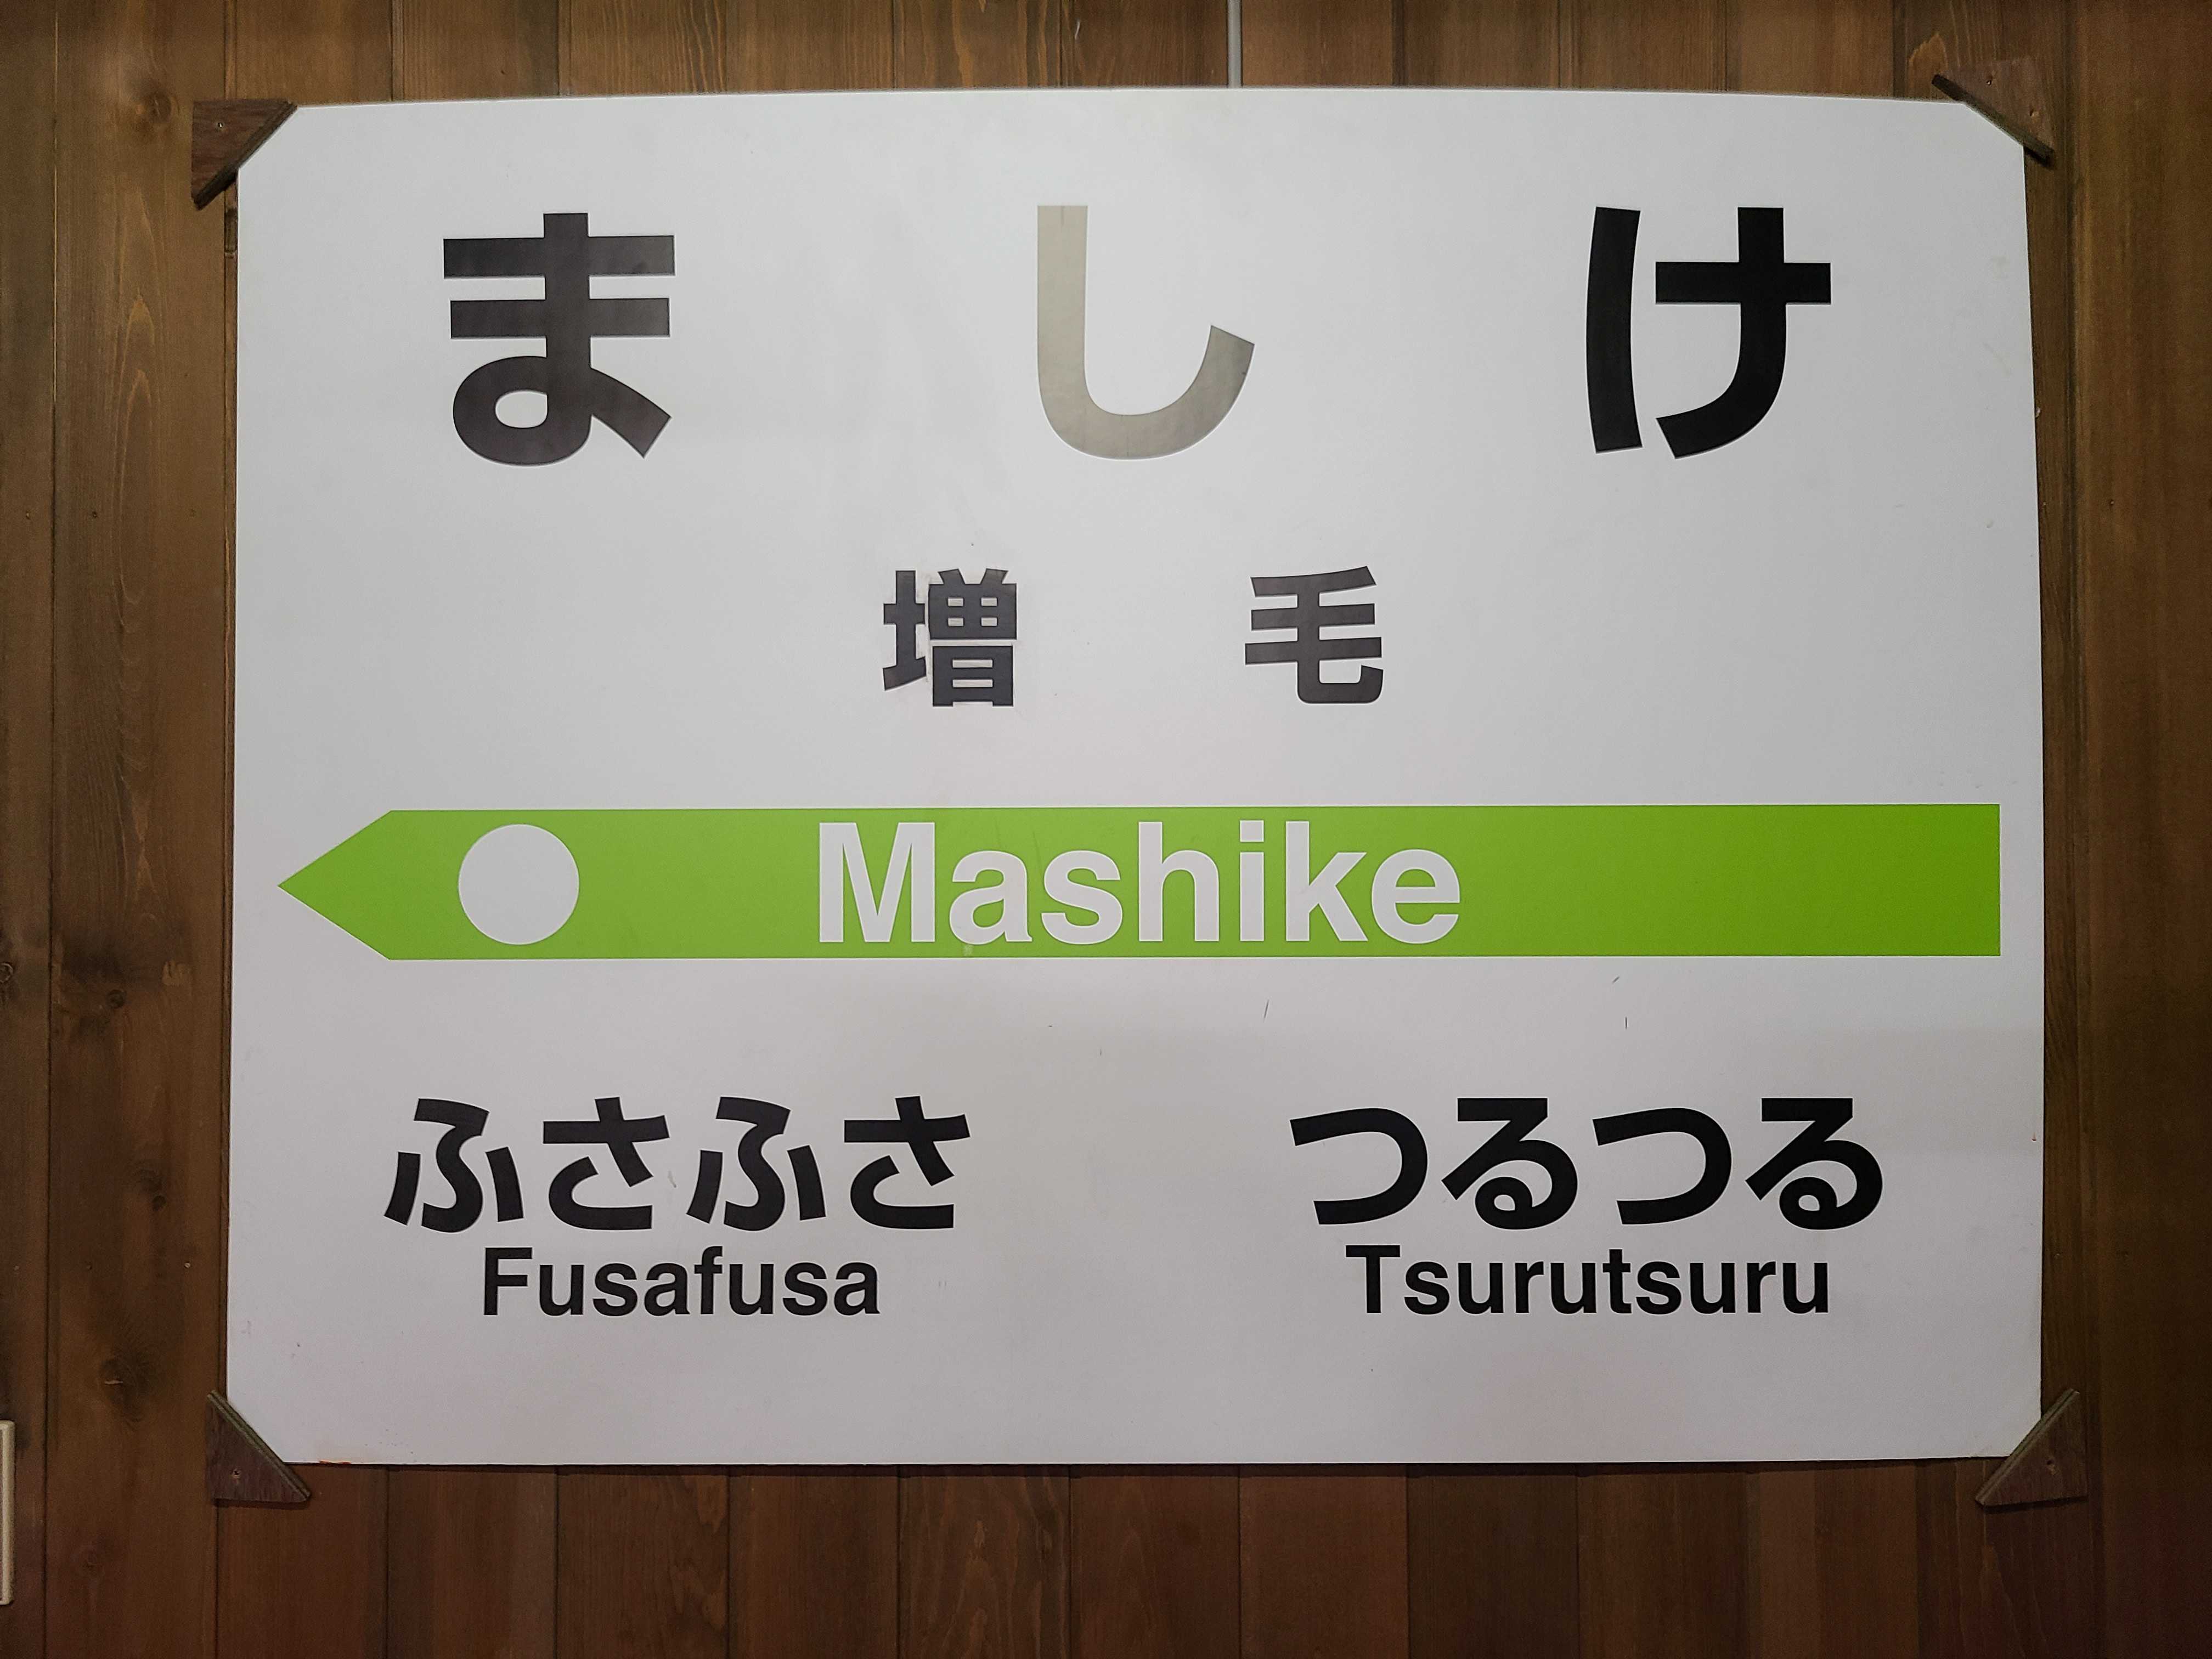 ましけ
増毛
Mashike
ふさふさ つるつる
Fusafusa Tsurutsuru